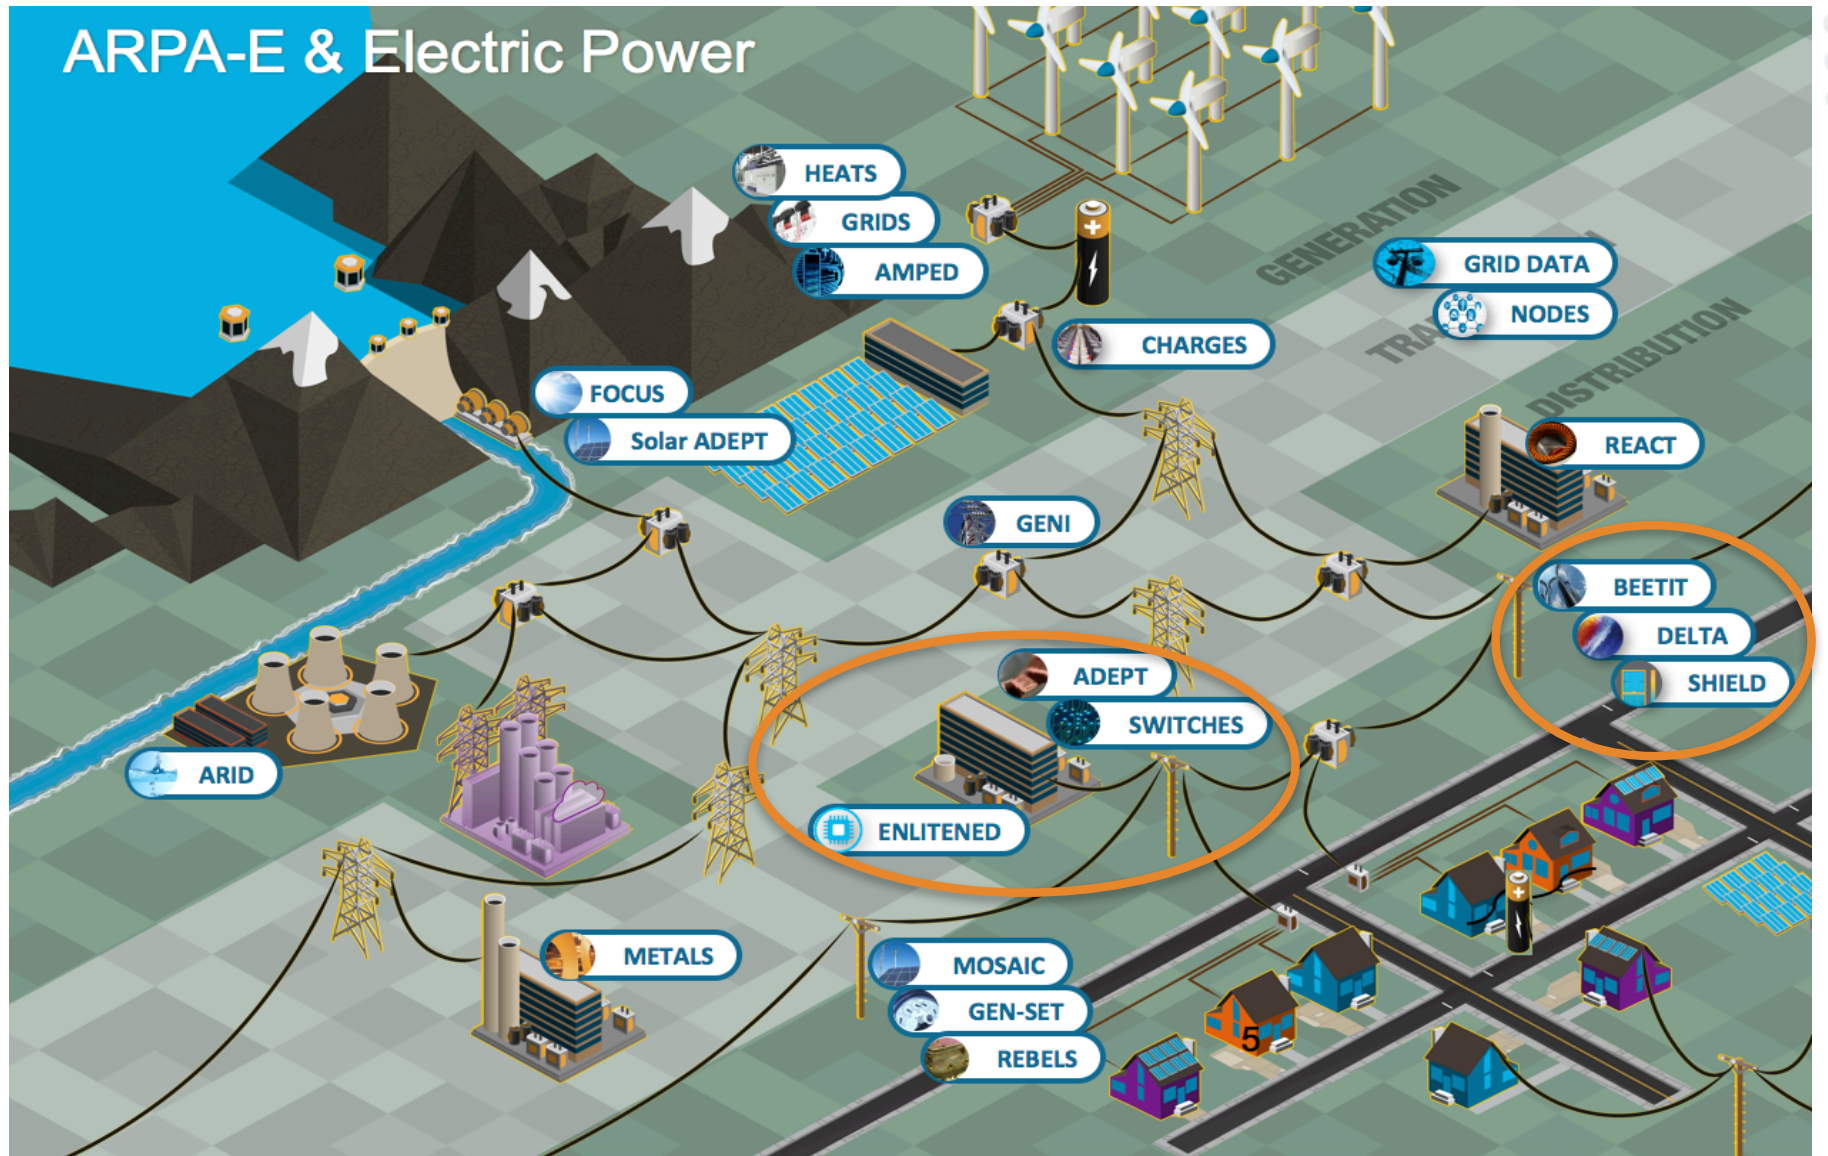 ARPA-E & Electric Power
HEATS
GRIDS
AMPED
GENERATION
GRID DATA
NODES
CHARGES
DISTRIBUTION
FOCUS
Solar ADEPT
REACT
GENI
BEETIT
DELTA
SHIELD
ADEPT
SWITCHES
ARID
ENLITENED
METALS
MOSAIC
GEN-SET
REBELS
5